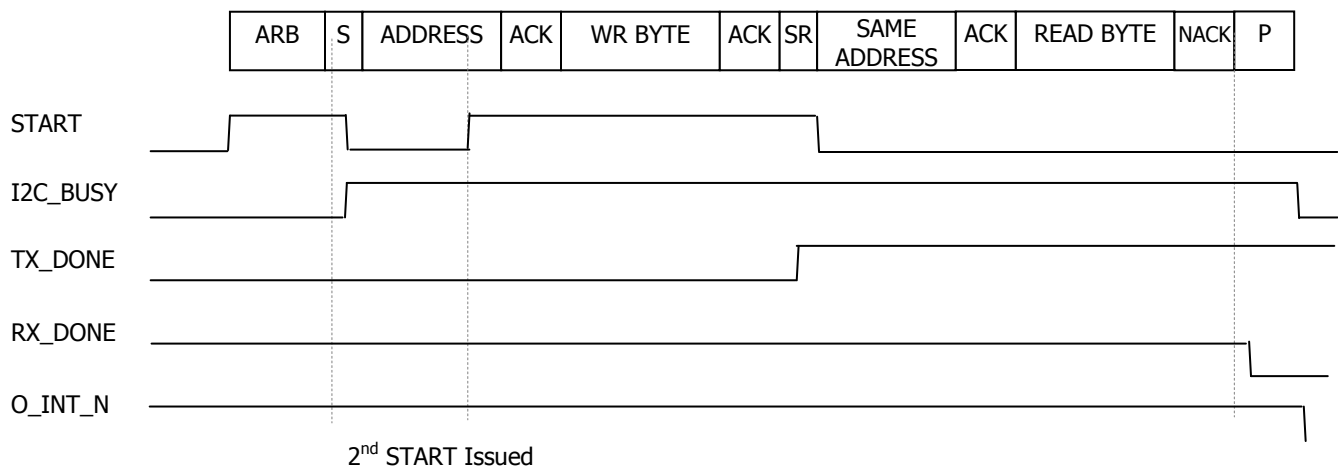 ARB S ADDRESS ACK WR BYTE ACK SR SAME ADDRESS ACK READ BYTE NACK P
START
I2C_BUSY
TX_DONE
RX_DONE
O_INT_N
2nd START Issued